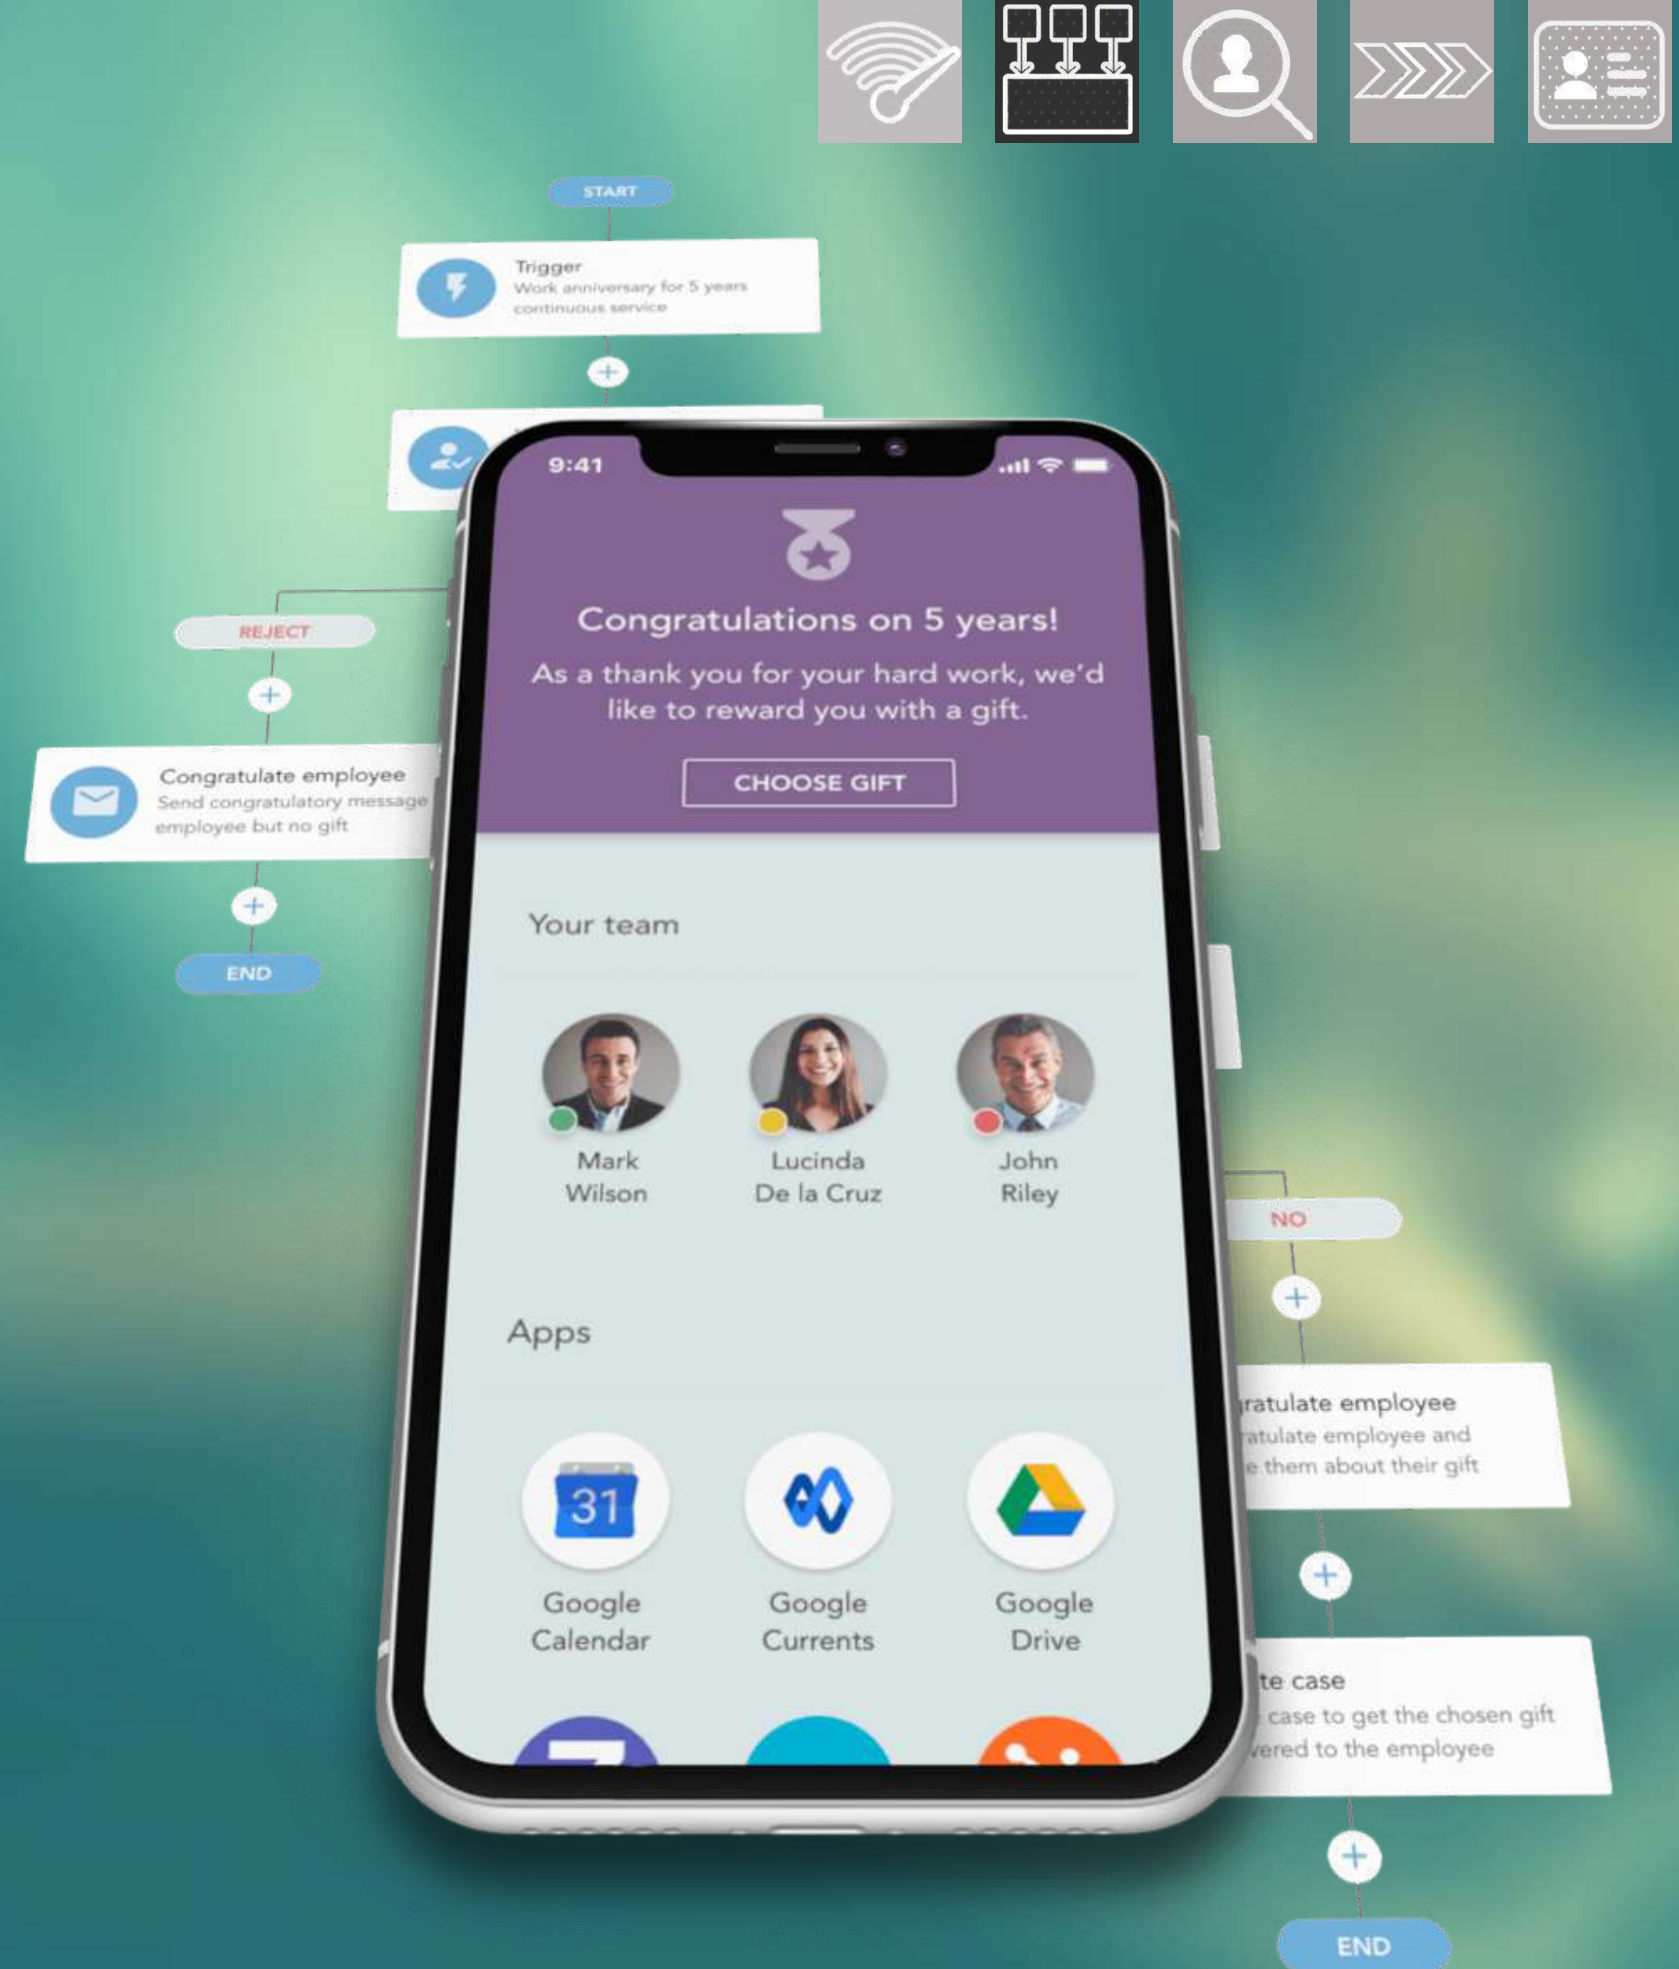 START
Trigger
Work anniversary for 5 years
continuous service
9:41
Congratulations on 5 years!
As a thank you for your hard work, we'd
like to reward you with a gift.
CHOOSE GIFT
REJECT
Congratulate employee
Send congratulatory message
employee but no gift
END
Your team
Mark
Wilson
Lucinda
De la Cruz
John
Riley
NO
Apps
31
Google
Calendar
Google
Currents
Google
Drive
employee
employee and
them about their gift
case
case to get the chosen gift
to the employee
END